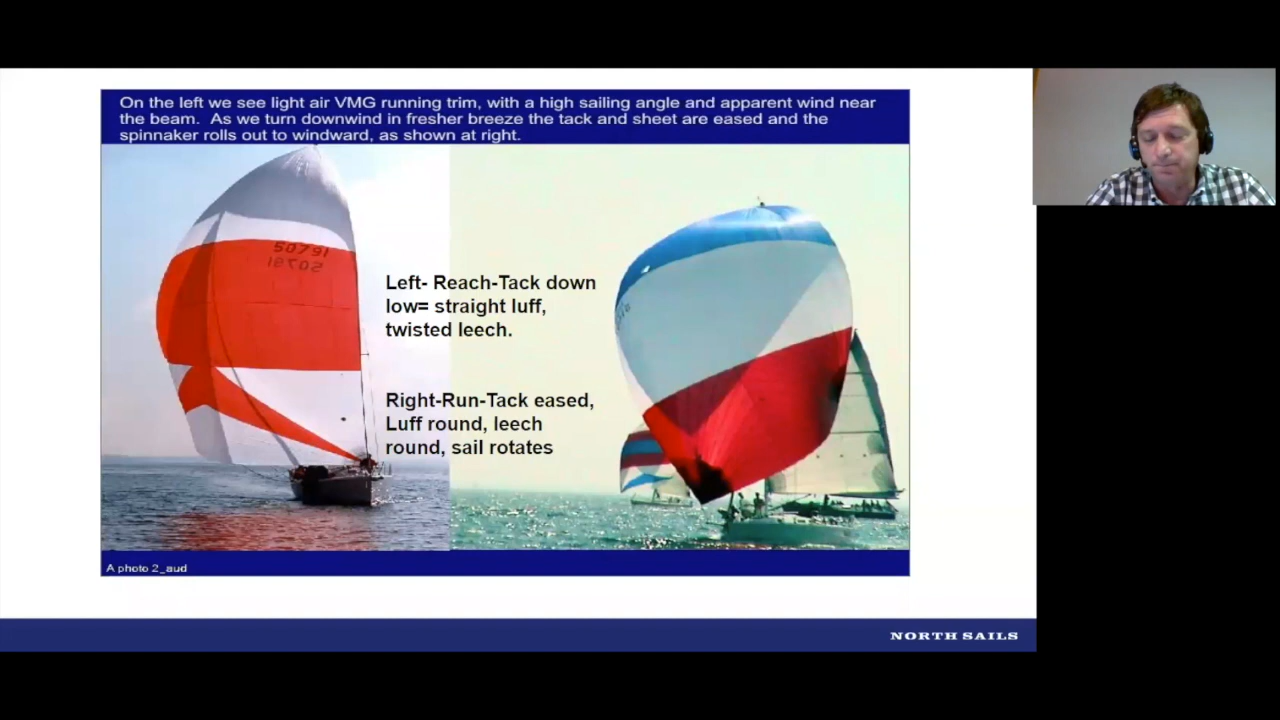 On the left we see light air VMG running trim, with a high sailing angle and apparent wind near
the beam. As we turn downwind in fresher breeze the tack and sheet are eased and the
spinnaker rolls out to windward, as shown at right.
50791
Left- Reach-Tack down
low= straight luff,
twisted leech.
Right-Run-Tack eased,
Luff round, leech
round, sail rotates
A photo 2_aud
NORTH SAILS